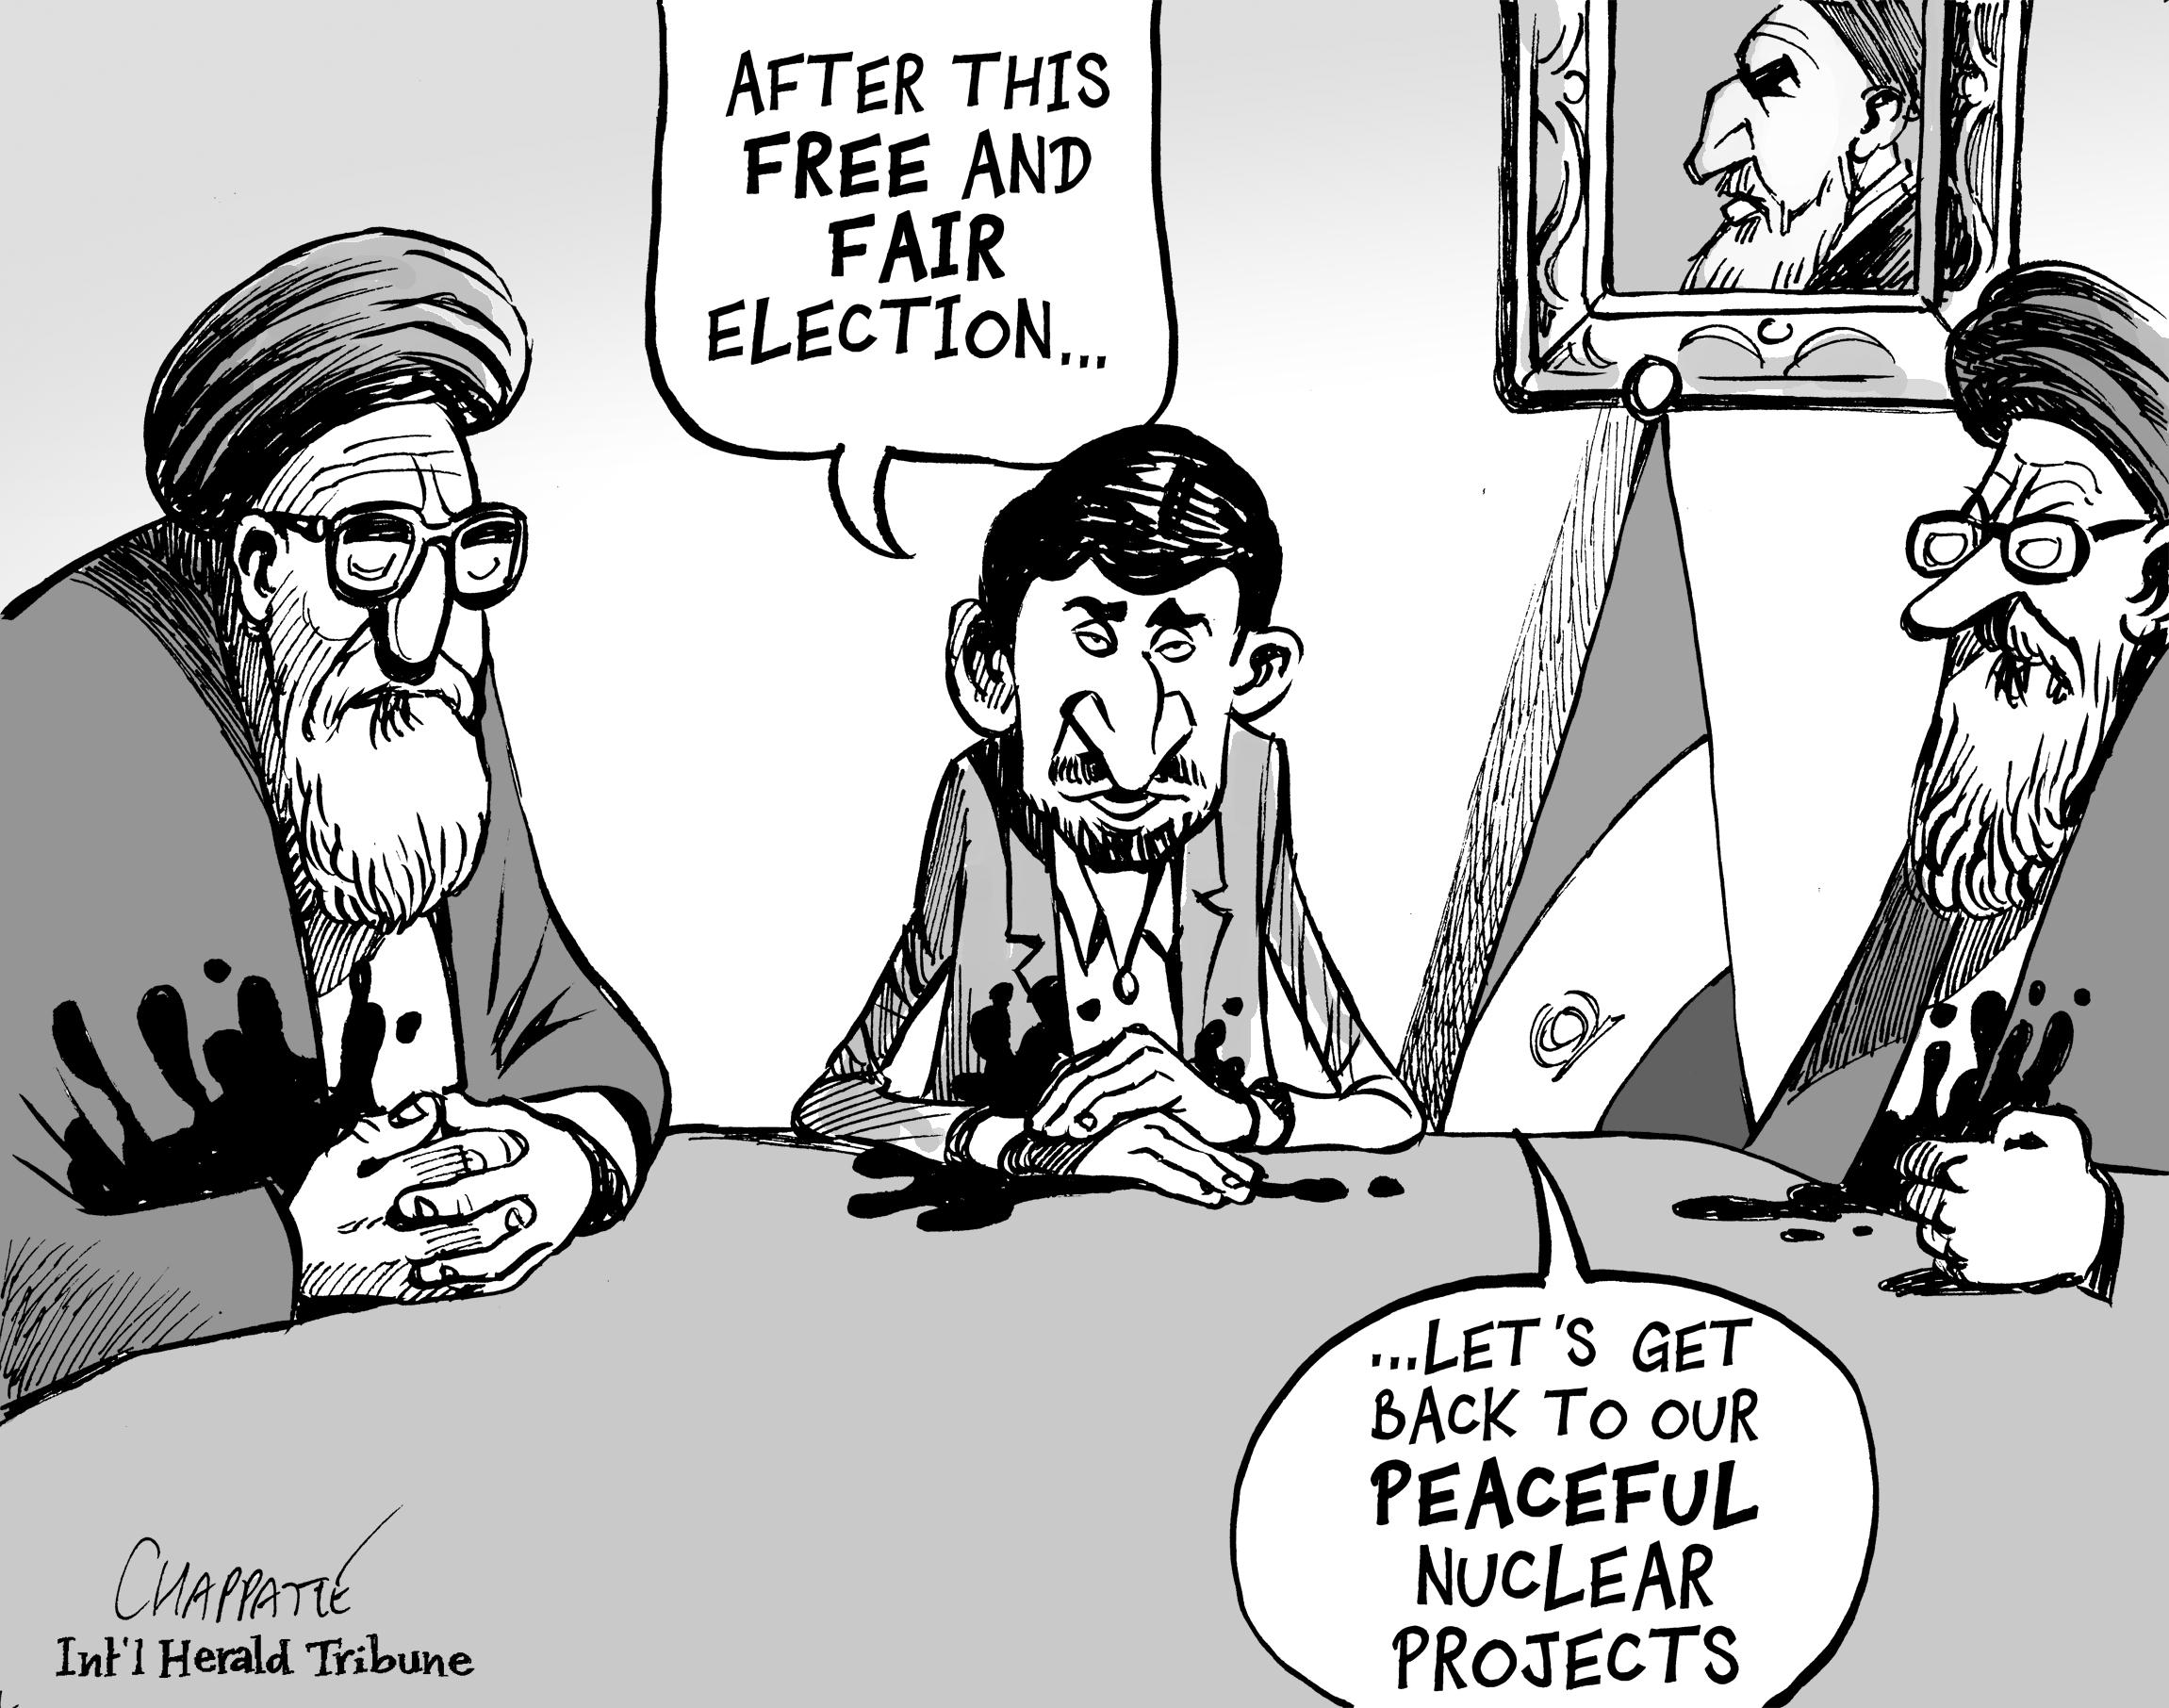 AFTER THIS
FREE AND
FAIR
ELECTION...
...LET'S GET
BACK TO OUR
PEACEFUL
NUCLEAR
PROJECTS
CHAPPATTE
Int'l Herald Tribune